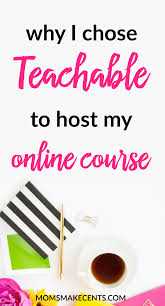 why I chose
Teachable
to host my
online course
MOMSMAKECENTS.COM